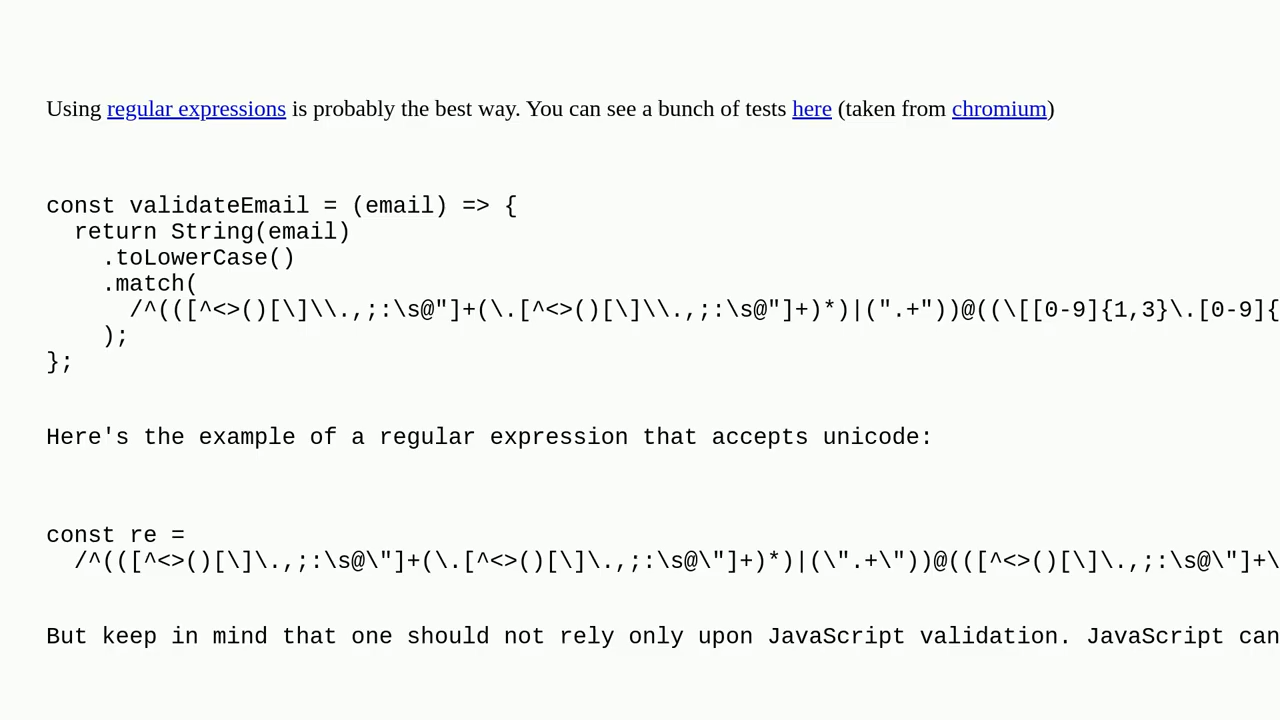 Using regular expressions is probably the best way. You can see a bunch of tests here (taken from chromium)
const validateEmail = (email) => {
  return String(email)
    .toLowerCase()
    .match(
      /^(([^<>()[\]\\.,;:\s@"]+(\.[^<>()[\]\\.,;:\s@"]+)*)|(".+"))@((\[[0-9]{1,3}\.[0-9]{
    );
};
Here's the example of a regular expression that accepts unicode:
const re =
  /^(([^<>()[\]\.,;:\s@\"]+(\.[^<>()[\]\.,;:\s@\"]+)*)|(\".+\"))@(([^<>()[\]\.,;:\s@\"]+\
But keep in mind that one should not rely only upon JavaScript validation. JavaScript can